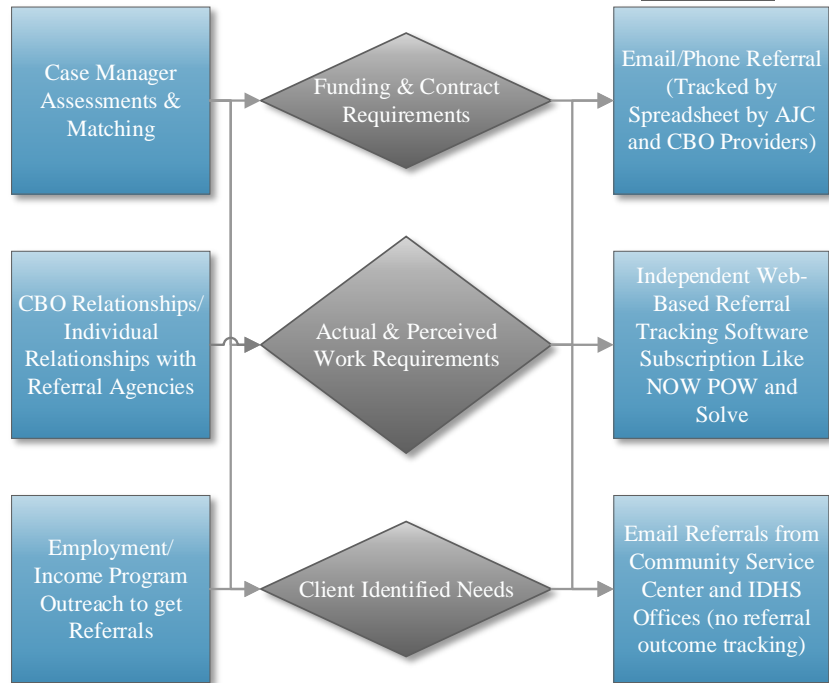 Case Manager
Assessments &
Matching
Funding & Contract
Requirements
Email/Phone Referral
(Tracked by
Spreadsheet by AJC
and CBO Providers)
CBO Relationships/
Individual
Relationships with
Referral Agencies
Actual & Perceived
Work Requirements
Independent Web-
Based Referral
Tracking Software
Subscription Like
NOW POW and
Solve
Employment/
Income Program
Outreach to get
Referrals
Client Identified Needs
Email Referrals from
Community Service
Center and IDHS
Offices (no referral
outcome tracking)